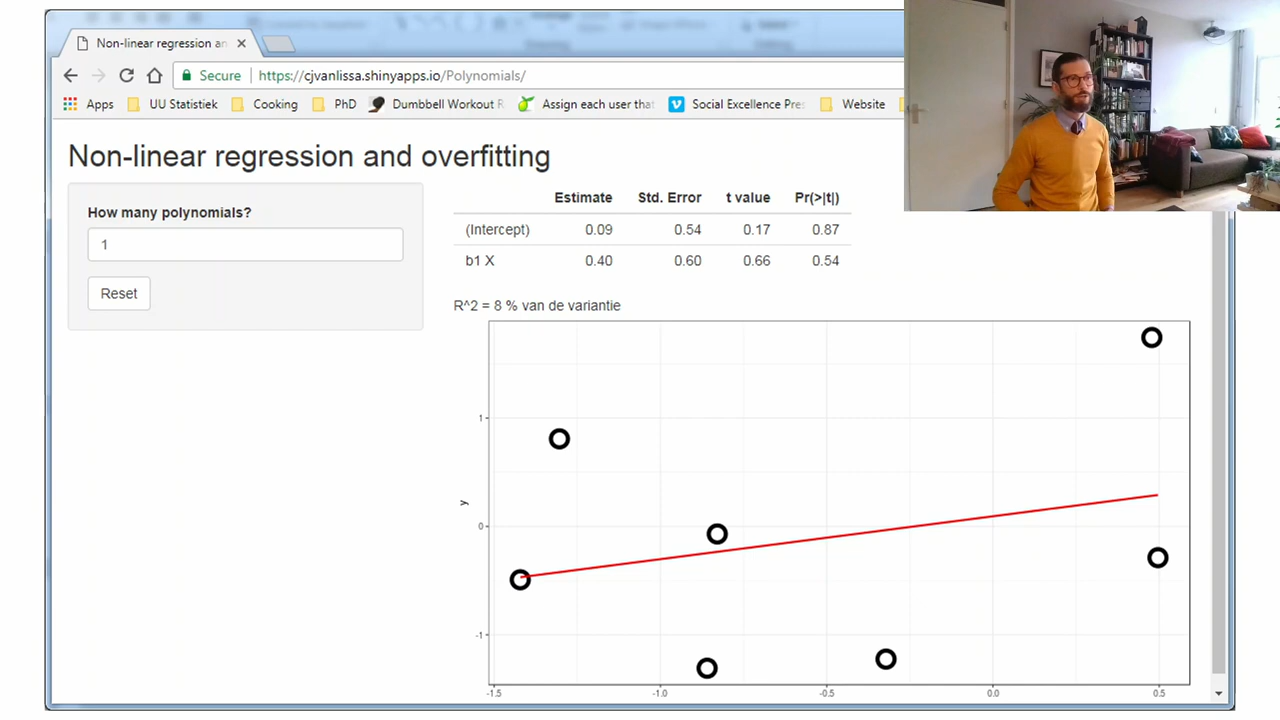 Non-linear regression an
Secure https://cjvanlissa.shinyapps.io/Polynomials/
Apps UU Statistiek Cooking PhD Dumbbell Workout R Assign each user that Social Excellence Pres Website
Non-linear regression and overfitting
How many polynomials?
1
Reset
Estimate Std. Error t value Pr(>|t|)
(Intercept) 0.09 0.54 0.17 0.87
b1 X 0.40 0.60 0.66 0.54
R^2 = 8 % van de variantie
1
y
0
-1
-1.5 -1.0 -0.5 0.0 0.5